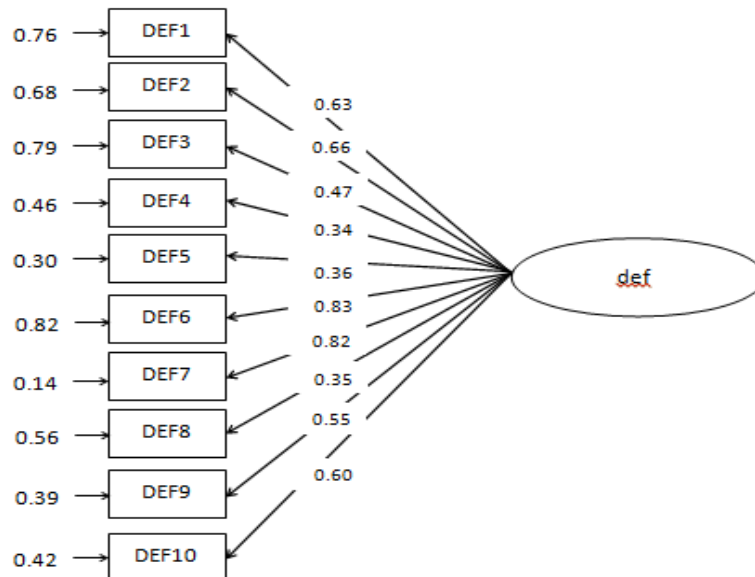 0.76 DEF1
0.68 DEF2
0.63
0.79 DEF3
0.66
0.47
0.46 DEF4
0.34
0.30 DEF5
0.36
def
0.83
0.82 DEF6
0.82
0.14 DEF7
0.35
0.56 DEF8
0.55
0.60
0.39 DEF9
0.42 DEF10